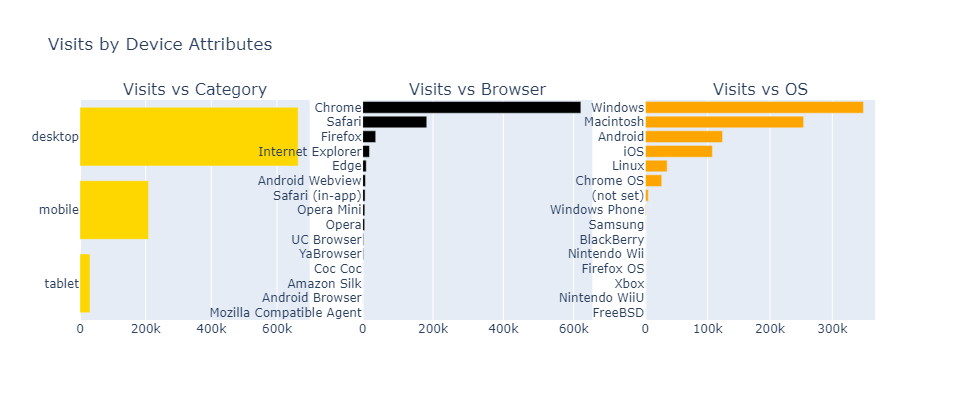 Visits by Device Attributes
Visits vs Category
desktop
mobile
tablet
0 200k 400k 600k
Visits vs Browser
Chrome
Safari
Firefox
Internet Explorer
Edge
Android Webview
Safari (in-app)
Opera Mini
Opera
UC Browser
YaBrowser
Coc Coc
Amazon Silk
Android Browser
Mozilla Compatible Agent
0 200k 400k 600k
Visits vs OS
Windows
Macintosh
Android
iOS
Linux
Chrome OS
(not set)
Windows Phone
Samsung
BlackBerry
Nintendo Wii
Firefox OS
Xbox
Nintendo WiiU
FreeBSD
0 100k 200k 300k